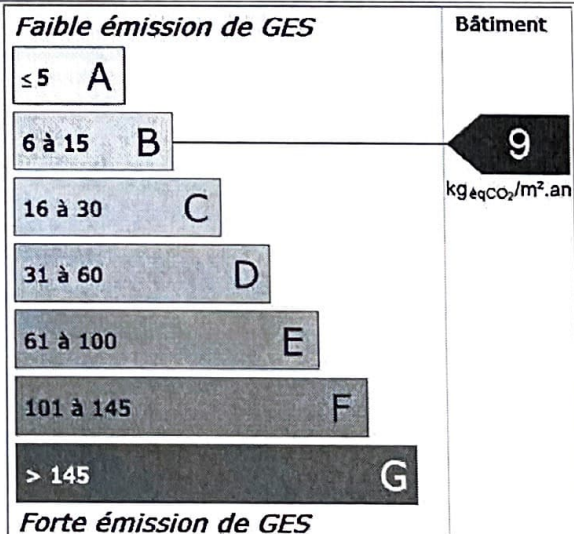 Faible émission de GES
Bâtiment
≤ 5 A
6 à 15 B
9
kgéqCO₂/m².an
16 à 30 C
31 à 60 D
61 à 100 E
101 à 145 F
> 145 G
Forte émission de GES